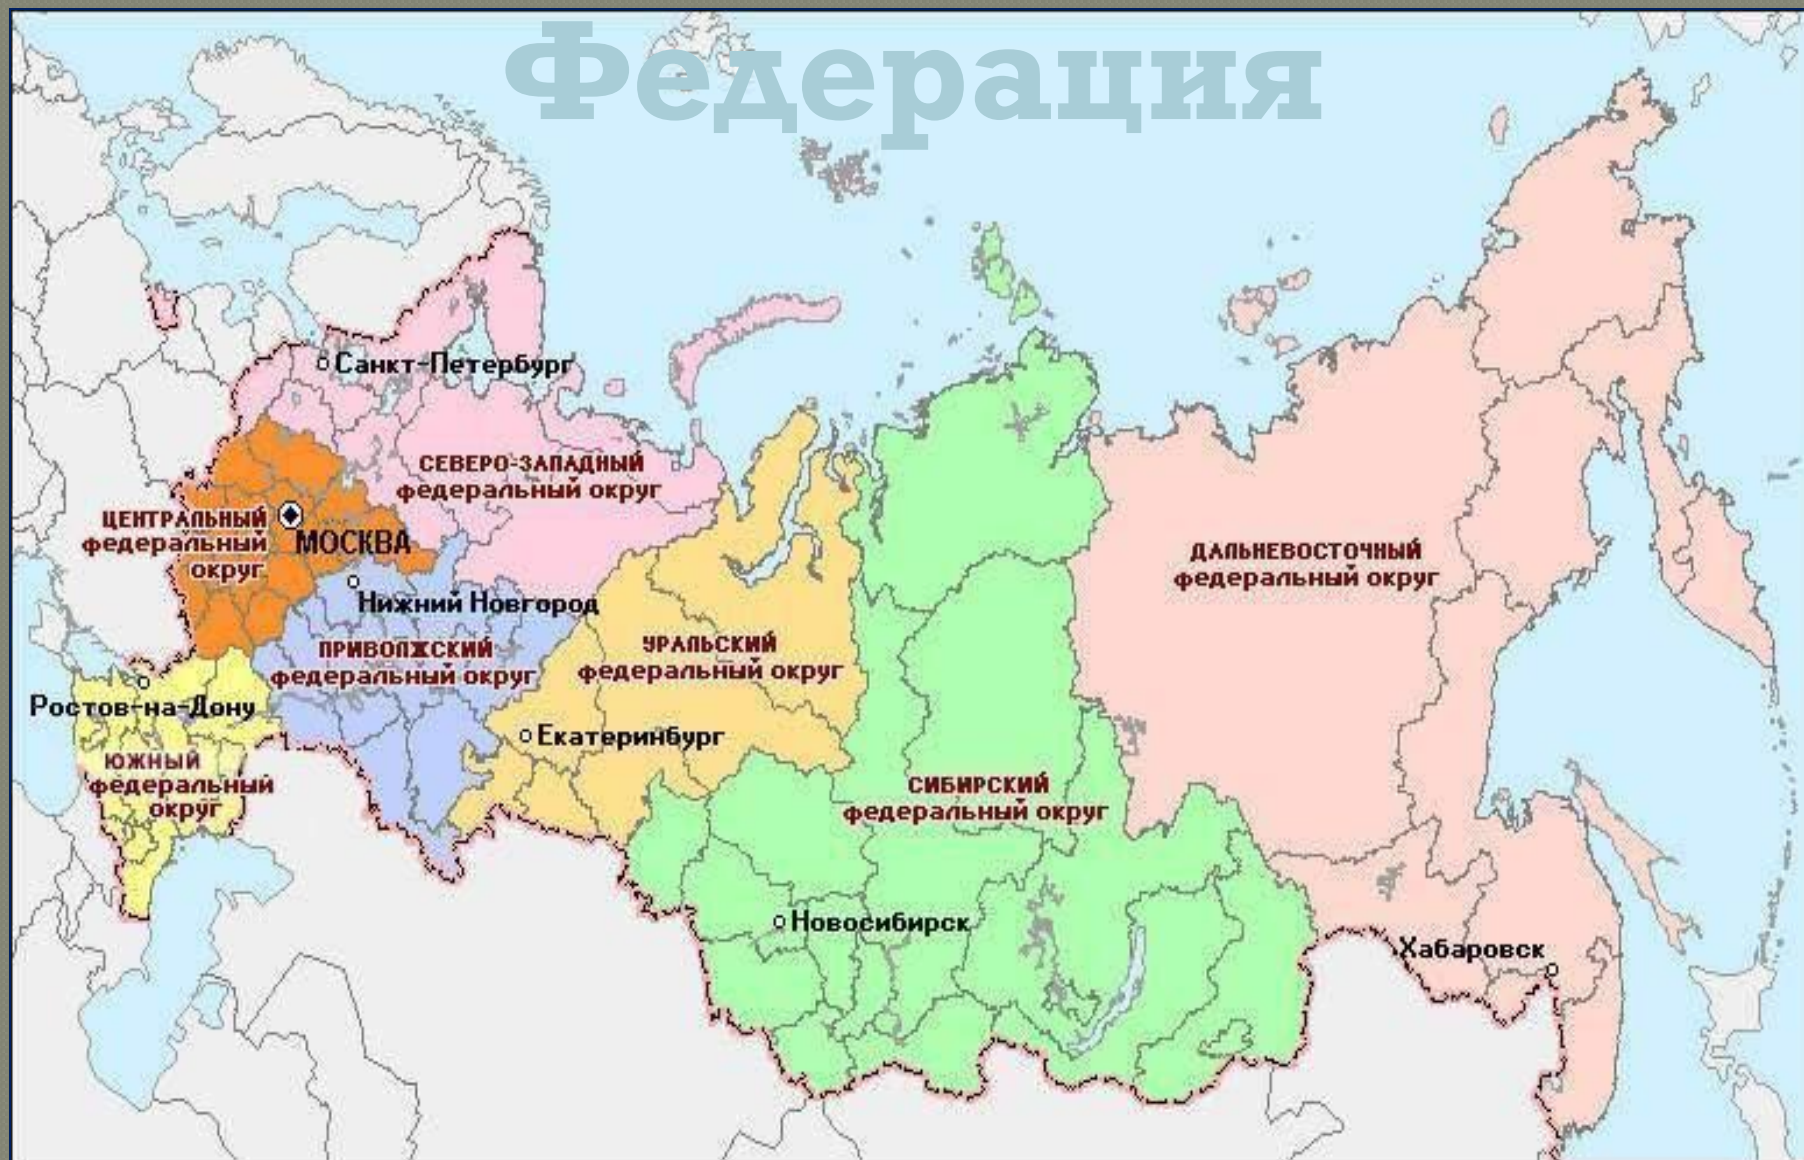 Федерация
Санкт-Петербург
СЕВЕРО-ЗАПАДНЫЙ
федеральный округ
ЦЕНТРАЛЬНЫЙ
федеральный
округ
МОСКВА
Нижний Новгород
ПРИВОЛЖСКИЙ
федеральный округ
УРАЛЬСКИЙ
федеральный округ
ДАЛЬНЕВОСТОЧНЫЙ
федеральный округ
Ростов-на-Дону
ЮЖНЫЙ
федеральный
округ
Екатеринбург
СИБИРСКИЙ
федеральный округ
Новосибирск
Хабаровск